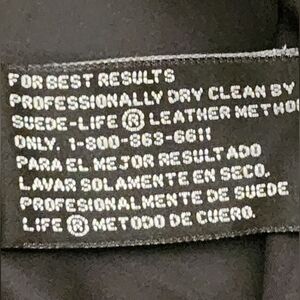 FOR BEST RESULTS
PROFESSIONALLY DRY CLEAN BY
SUEDE-LIFE ® LEATHER METHO
ONLY. 1-800-863-6611
PARA EL MEJOR RESULTADO
LAVAR SOLAMENTE EN SECO.
PROFESIONALMENTE DE SUEDE
LIFE ® METODO DE CUERO.